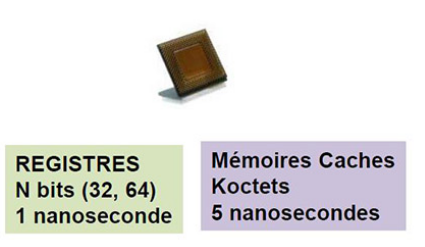 REGISTRES
N bits (32, 64)
1 nanoseconde
Mémoires Caches
Koctets
5 nanosecondes